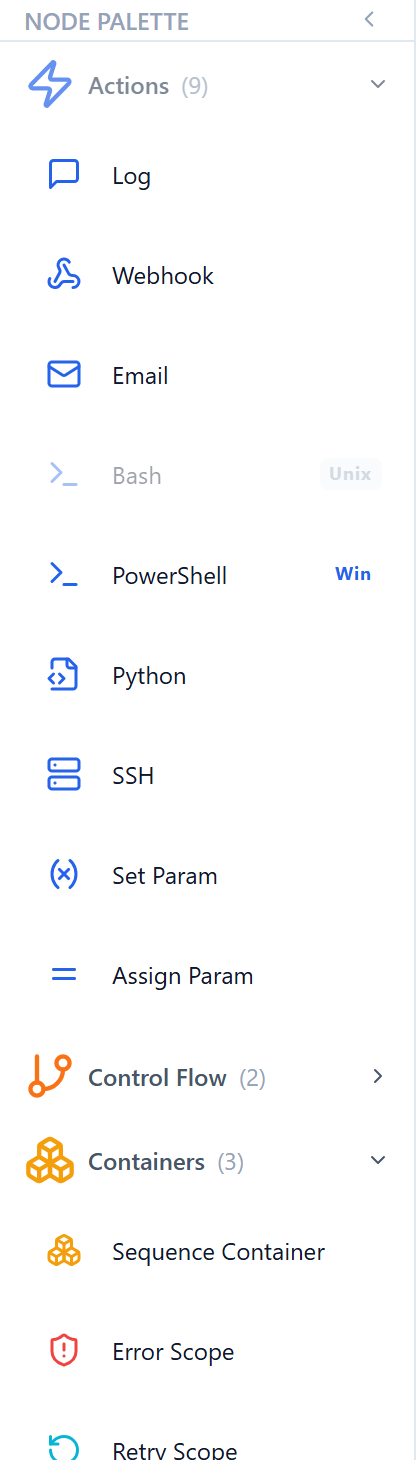 NODE PALETTE
Actions (9)
Log
Webhook
Email
Bash Unix
PowerShell Win
Python
SSH
Set Param
Assign Param
Control Flow (2)
Containers (3)
Sequence Container
Error Scope
Retry Scope